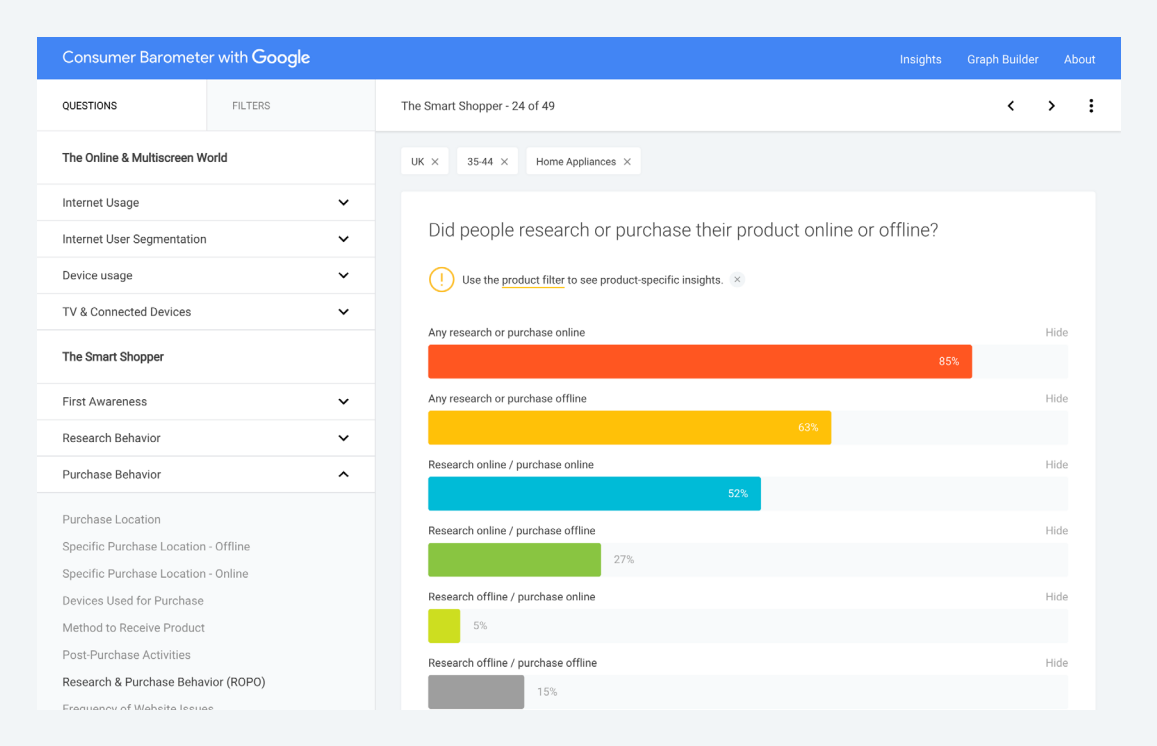 Consumer Barometer with Google
Insights Graph Builder About
QUESTIONS FILTERS
The Smart Shopper - 24 of 49
The Online & Multiscreen World
Internet Usage
Internet User Segmentation
Device usage
TV & Connected Devices
The Smart Shopper
First Awareness
Research Behavior
Purchase Behavior
Purchase Location
Specific Purchase Location - Offline
Specific Purchase Location - Online
Devices Used for Purchase
Method to Receive Product
Post-Purchase Activities
Research & Purchase Behavior (ROPO)
Frequency of Website Issues
UK × 35-44 × Home Appliances ×
Did people research or purchase their product online or offline?
! Use the product filter to see product-specific insights. ×
Any research or purchase online Hide
85%
Any research or purchase offline Hide
63%
Research online / purchase online Hide
52%
Research online / purchase offline Hide
27%
Research offline / purchase online Hide
5%
Research offline / purchase offline Hide
15%